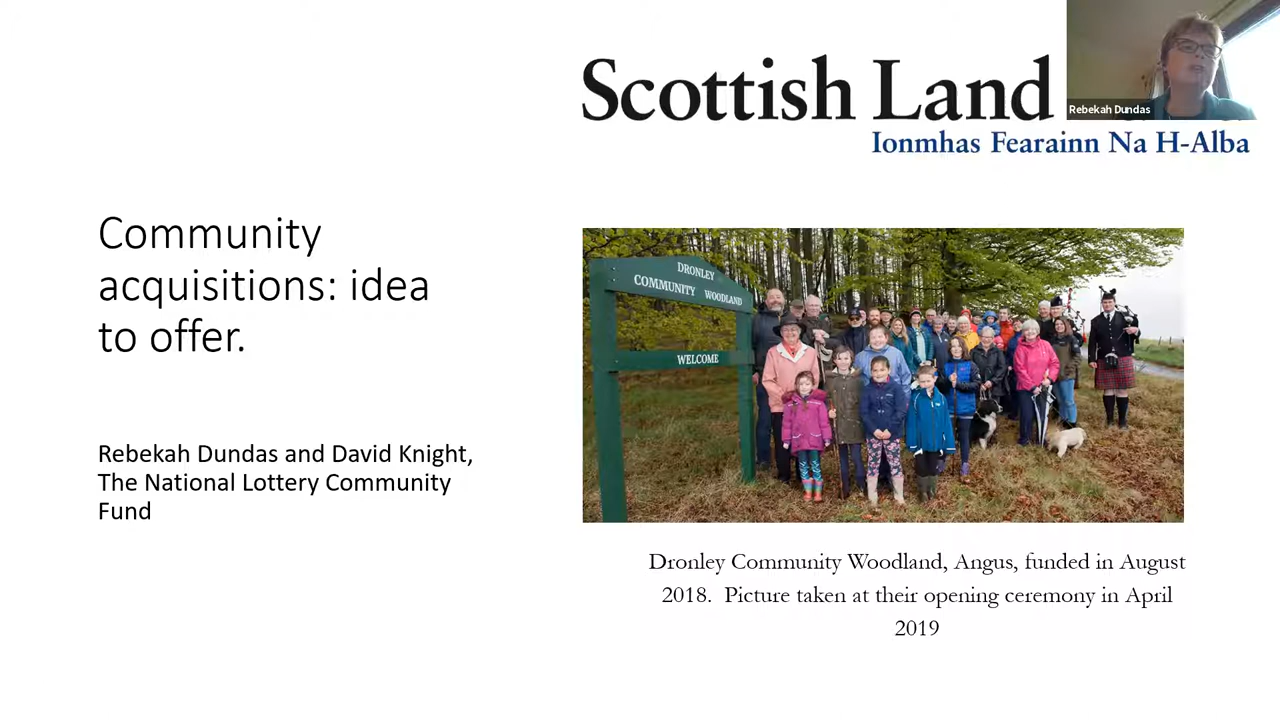 Scottish Land
Rebekah Dundas
Ionmhas Fearainn Na H-Alba
Community
acquisitions: idea
to offer.
Rebekah Dundas and David Knight,
The National Lottery Community
Fund
DRONLEY
COMMUNITY WOODLAND
WELCOME
Dronley Community Woodland, Angus, funded in August
2018. Picture taken at their opening ceremony in April
2019